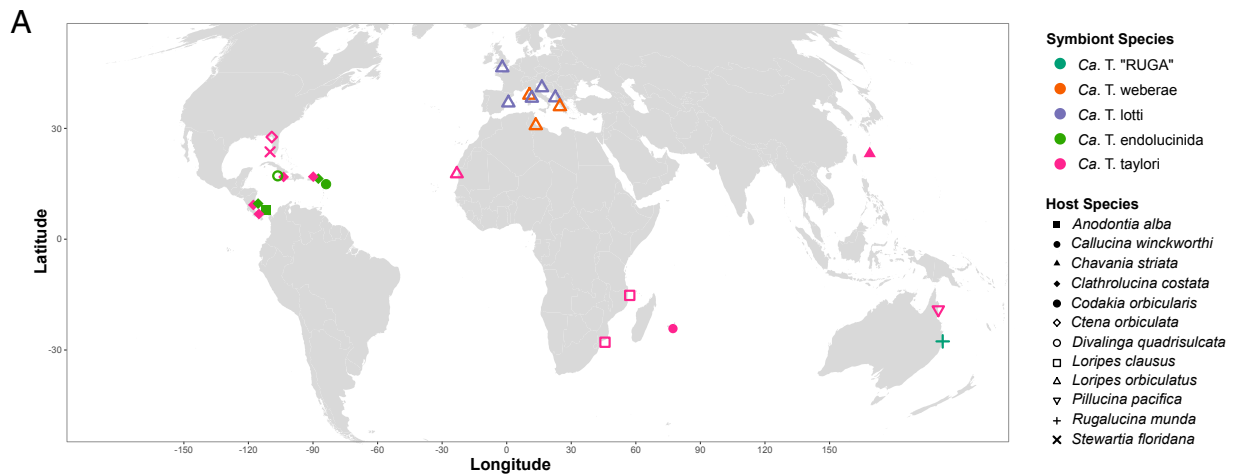 A
Latitude
30
0
-30
-150
-120
-90
-60
-30
0
30
60
90
120
150
Longitude
Symbiont Species
Ca. T. "RUGA"
Ca. T. weberae
Ca. T. lotti
Ca. T. endolucinida
Ca. T. taylori
Host Species
Anodontia alba
Callucina winckworthi
Chavania striata
Clathrolucina costata
Codakia orbicularis
Ctena orbiculata
Divalinga quadrisulcata
Loripes clausus
Loripes orbiculatus
Pillucina pacifica
Rugalucina munda
Stewartia floridana